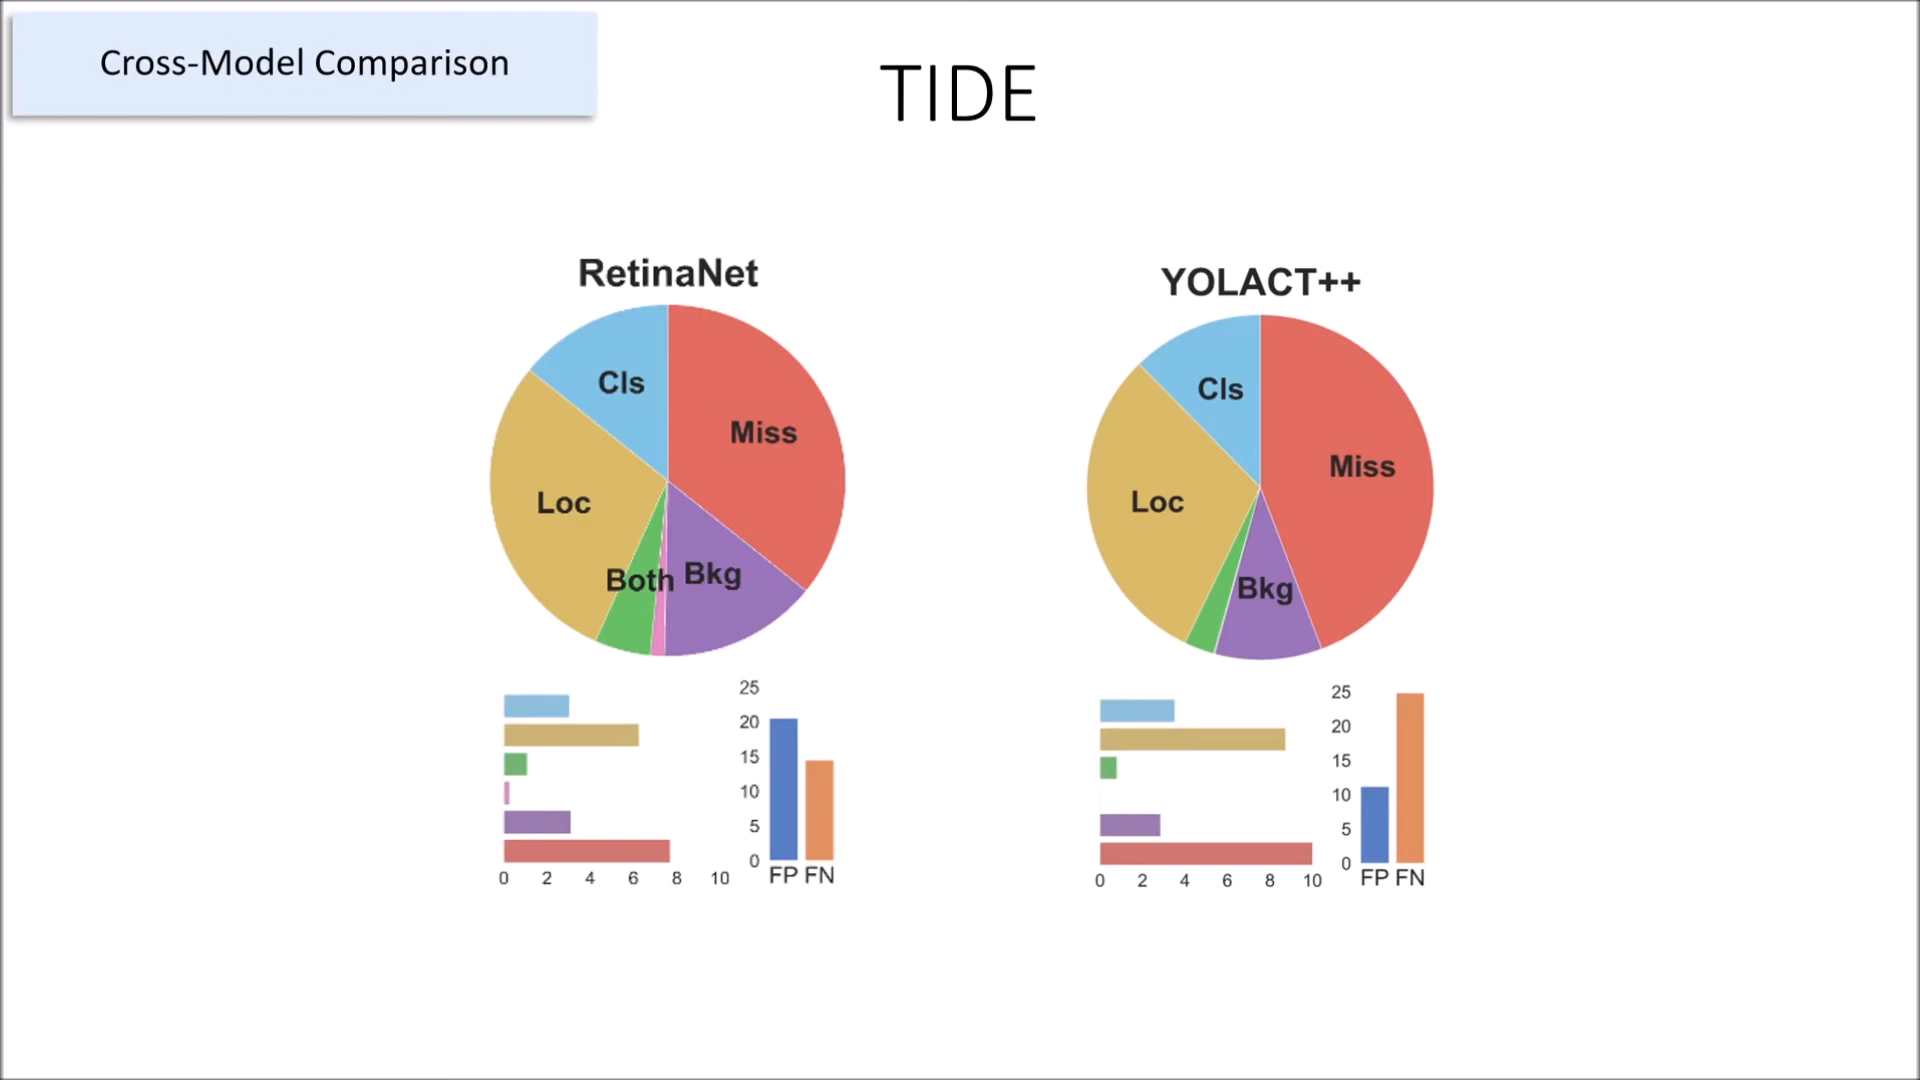 Cross-Model Comparison
TIDE
RetinaNet
Cls
Miss
Loc
Both
Bkg
25
20
15
10
5
0
0 2 4 6 8 10
FP FN
YOLACT++
Cls
Miss
Loc
Bkg
25
20
15
10
5
0
0 2 4 6 8 10
FP FN